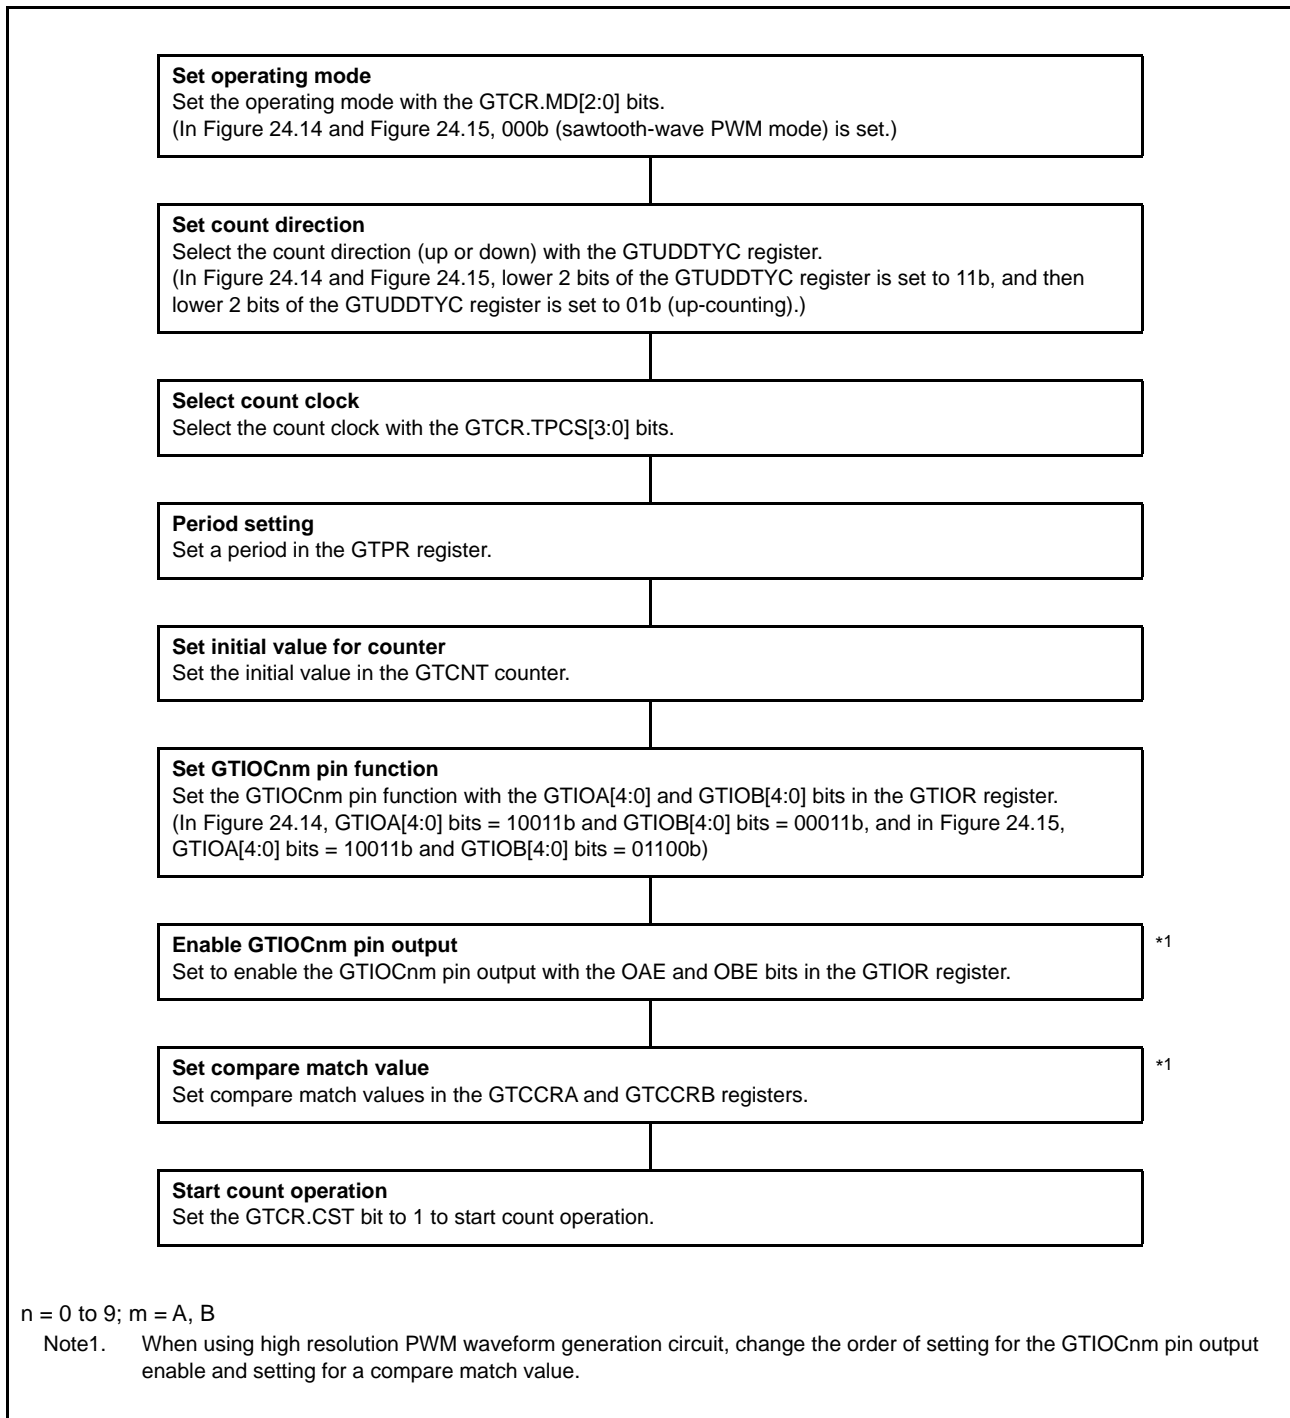 Set operating mode
Set the operating mode with the GTCR.MD[2:0] bits.
(In Figure 24.14 and Figure 24.15, 000b (sawtooth-wave PWM mode) is set.)
Set count direction
Select the count direction (up or down) with the GTUDDTYC register.
(In Figure 24.14 and Figure 24.15, lower 2 bits of the GTUDDTYC register is set to 11b, and then
lower 2 bits of the GTUDDTYC register is set to 01b (up-counting).)
Select count clock
Select the count clock with the GTCR.TPCS[3:0] bits.
Period setting
Set a period in the GTPR register.
Set initial value for counter
Set the initial value in the GTCNT counter.
Set GTIOCnm pin function
Set the GTIOCnm pin function with the GTIOA[4:0] and GTIOB[4:0] bits in the GTIOR register.
(In Figure 24.14, GTIOA[4:0] bits = 10011b and GTIOB[4:0] bits = 00011b, and in Figure 24.15,
GTIOA[4:0] bits = 10011b and GTIOB[4:0] bits = 01100b)
Enable GTIOCnm pin output *1
Set to enable the GTIOCnm pin output with the OAE and OBE bits in the GTIOR register.
Set compare match value *1
Set compare match values in the GTCCRA and GTCCRB registers.
Start count operation
Set the GTCR.CST bit to 1 to start count operation.
n = 0 to 9; m = A, B
Note1. When using high resolution PWM waveform generation circuit, change the order of setting for the GTIOCnm pin output
enable and setting for a compare match value.